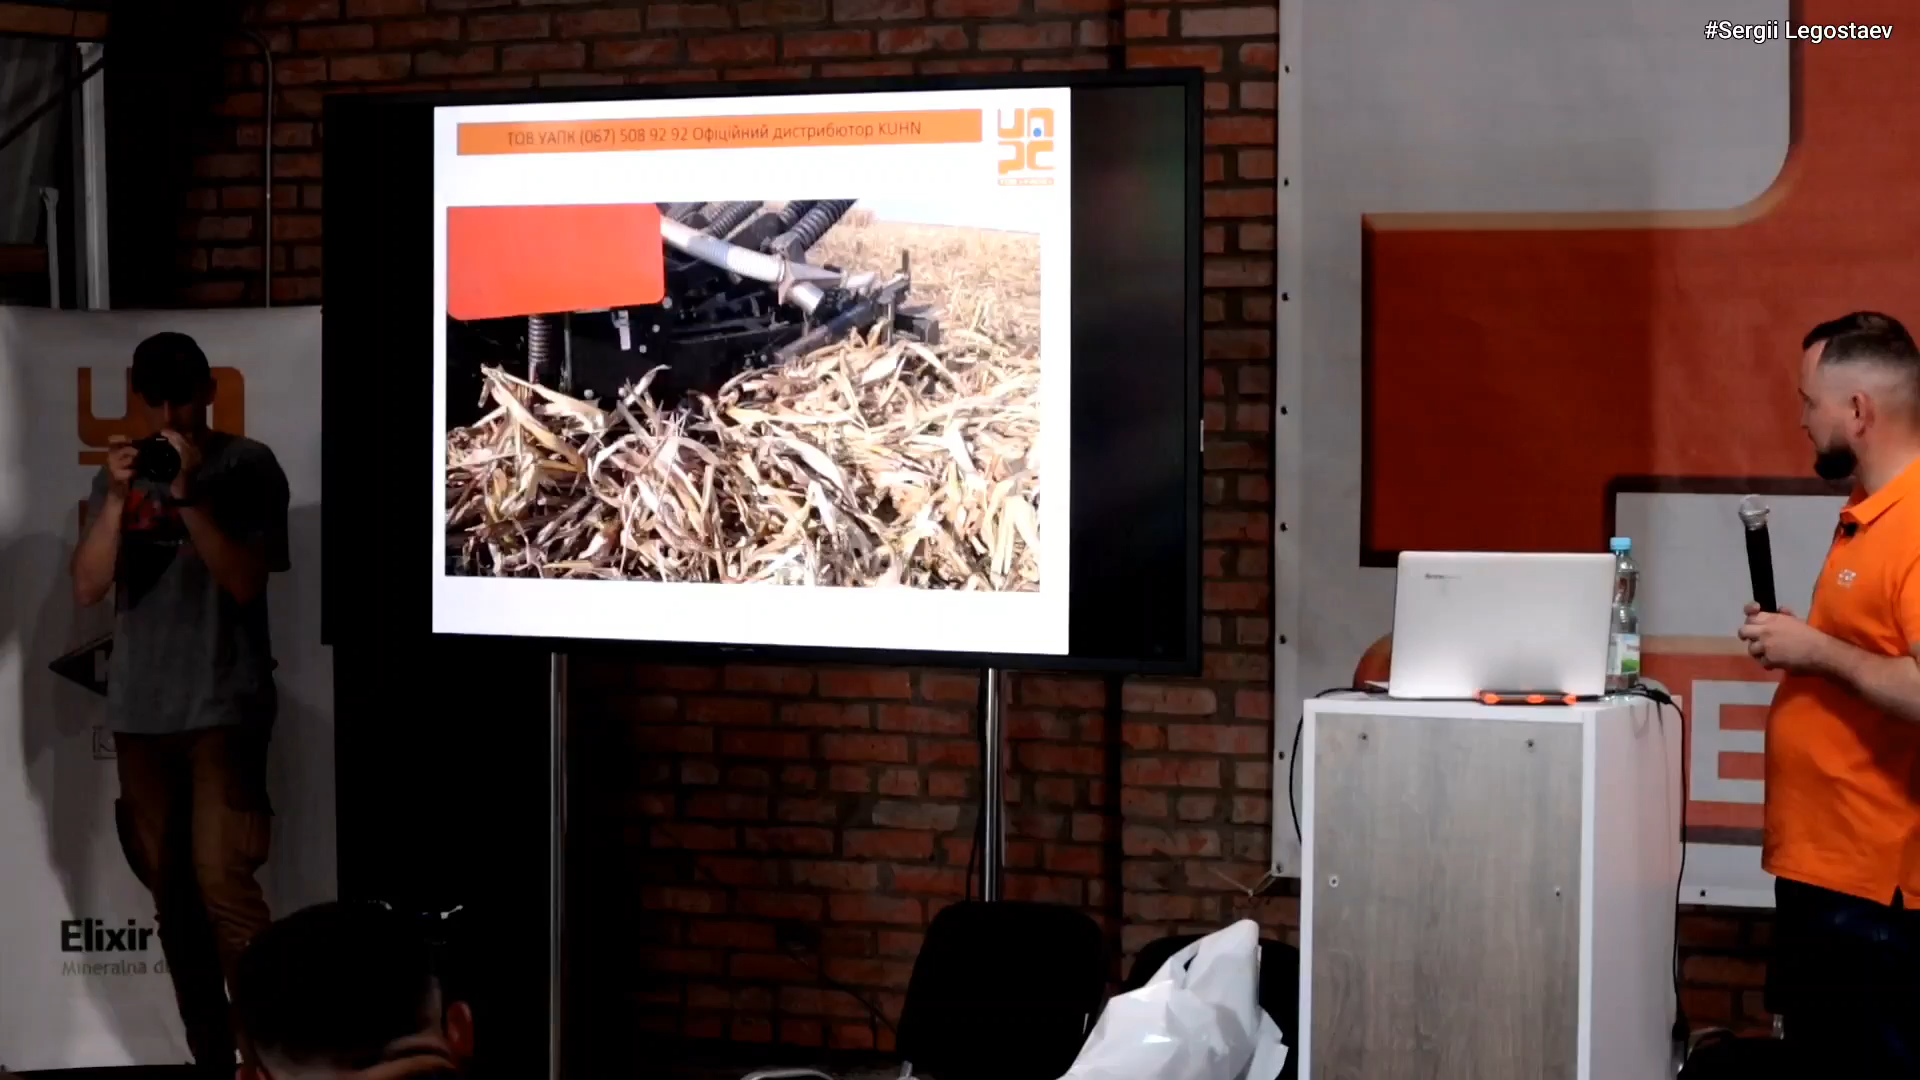 #Sergii Legostaev
ТОВ УАПК (067) 508 92 92 Офіційний дистрибютор KUHN
Elixir
Mineralna